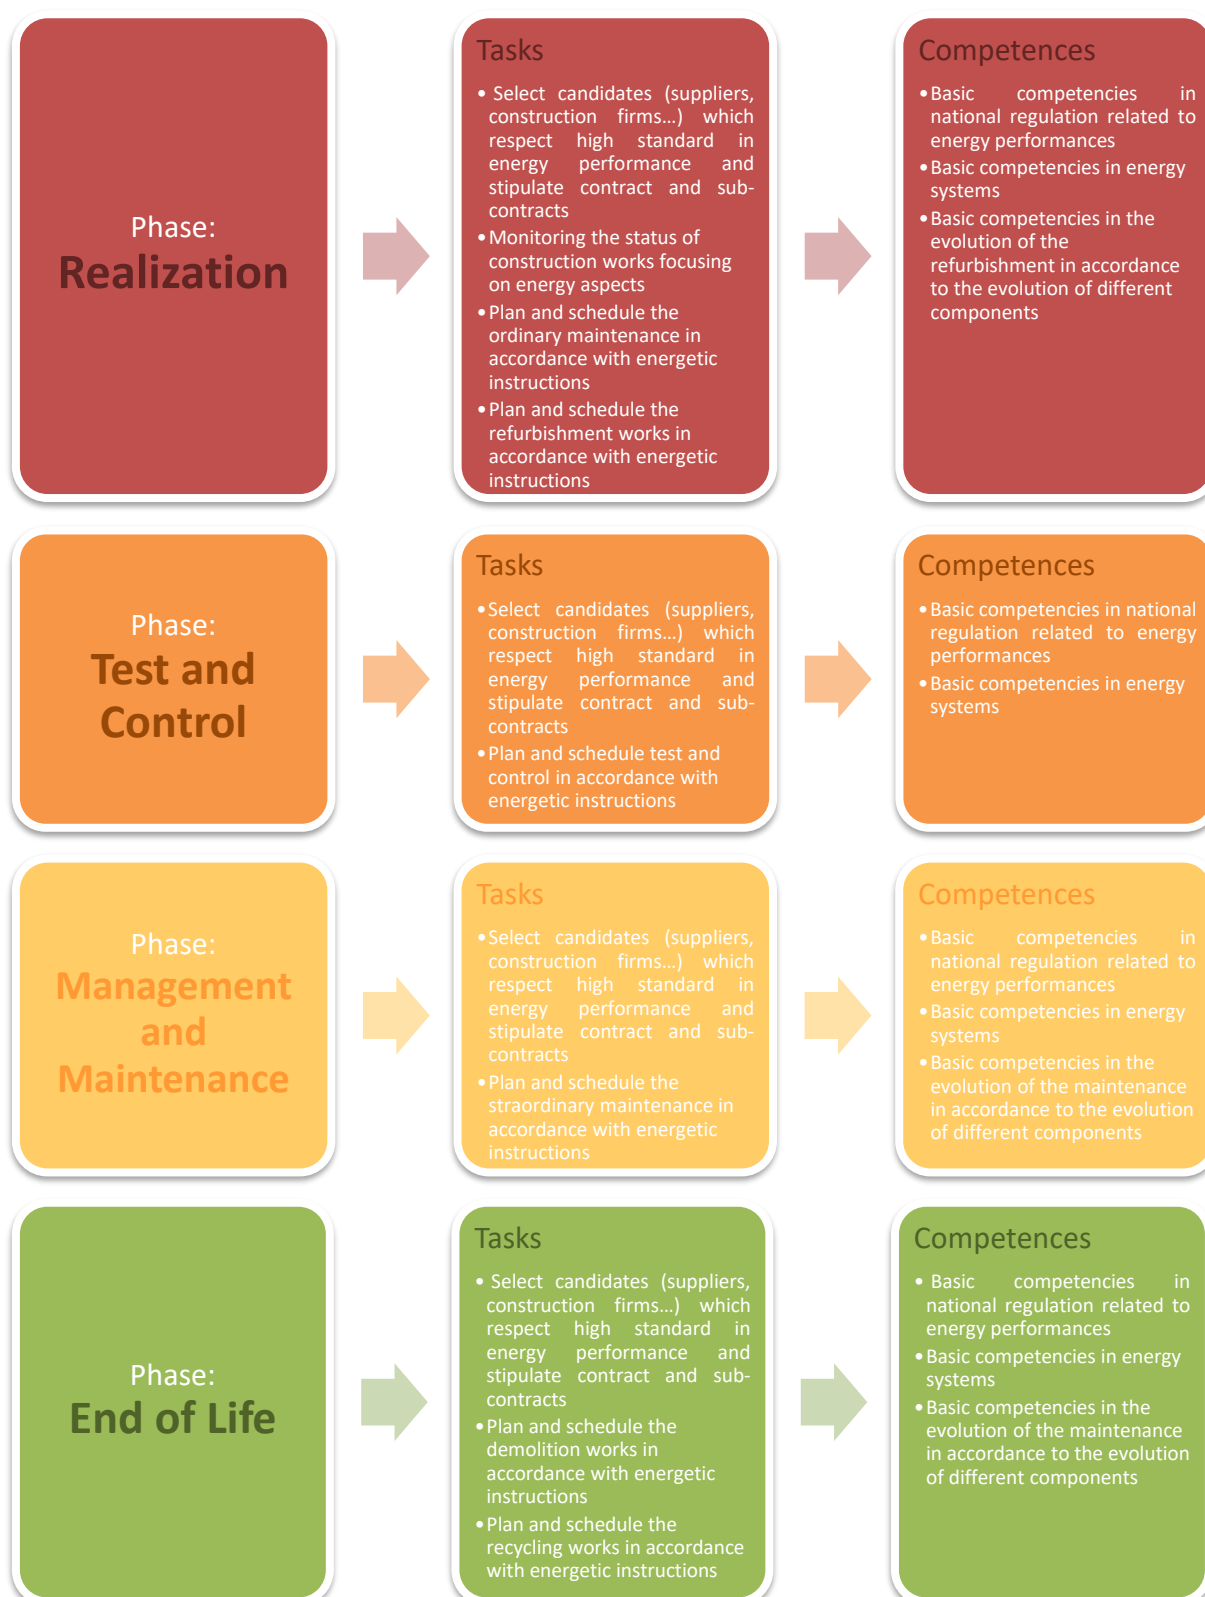 Phase:
Realization
Tasks
• Select candidates (suppliers,
construction firms...) which
respect high standard in
energy performance and
stipulate contract and sub-
contracts
•Monitoring the status of
construction works focusing
on energy aspects
•Plan and schedule the
ordinary maintenance in
accordance with energetic
instructions
•Plan and schedule the
refurbishment works in
accordance with energetic
instructions
Competences
•Basic competencies in
national regulation related to
energy performances
•Basic competencies in energy
systems
•Basic competencies in the
evolution of the
refurbishment in accordance
to the evolution of different
components
Phase:
Test and
Control
Tasks
•Select candidates (suppliers,
construction firms...) which
respect high standard in
energy performance and
stipulate contract and sub-
contracts
•Plan and schedule test and
control in accordance with
energetic instructions
Competences
•Basic competencies in national
regulation related to energy
performances
•Basic competencies in energy
systems
Phase:
Management
and
Maintenance
Tasks
•Select candidates (suppliers,
construction firms...) which
respect high standard in
energy performance and
stipulate contract and sub-
contracts
•Plan and schedule the
straordinary maintenance in
accordance with energetic
instructions
Competences
•Basic competencies in
national regulation related to
energy performances
•Basic competencies in energy
systems
•Basic competencies in the
evolution of the maintenance
in accordance to the evolution
of different components
Phase:
End of Life
Tasks
• Select candidates (suppliers,
construction firms...) which
respect high standard in
energy performance and
stipulate contract and sub-
contracts
•Plan and schedule the
demolition works in
accordance with energetic
instructions
•Plan and schedule the
recycling works in accordance
with energetic instructions
Competences
• Basic competencies in
national regulation related to
energy performances
•Basic competencies in energy
systems
•Basic competencies in the
evolution of the maintenance
in accordance to the evolution
of different components